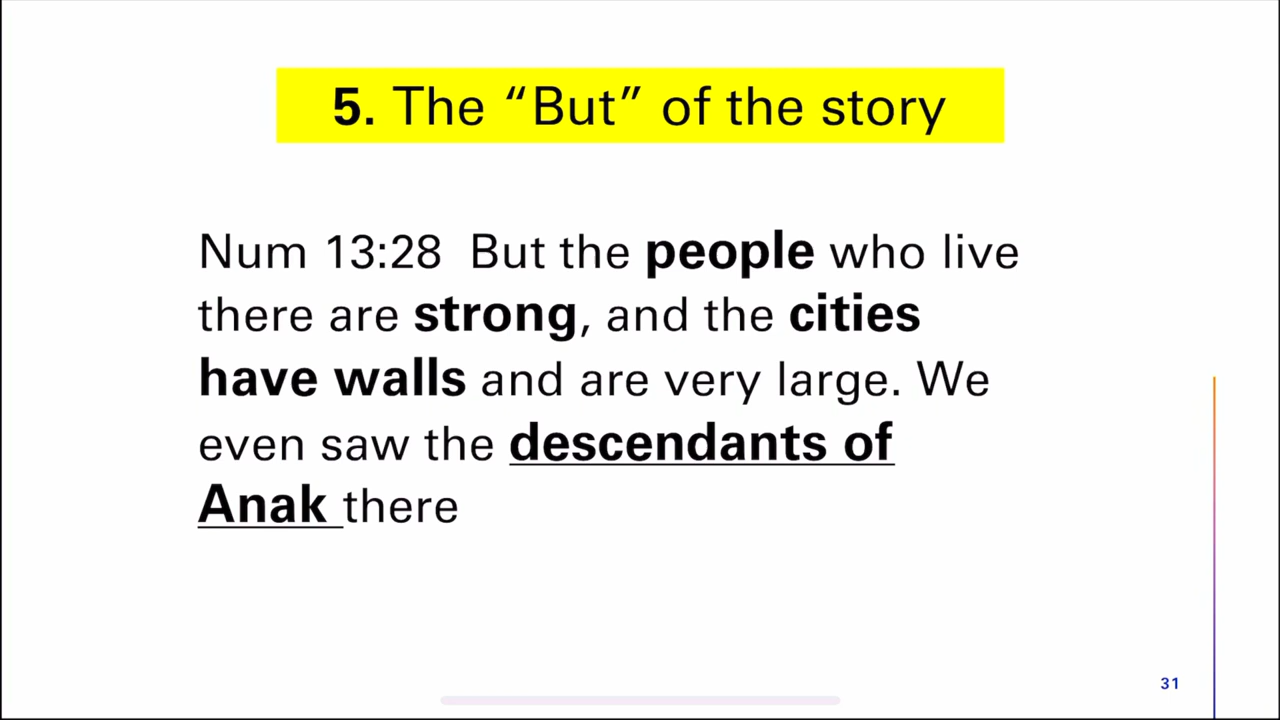 5. The “But” of the story
Num 13:28  But the people who live
there are strong, and the cities
have walls and are very large. We
even saw the descendants of
Anak there
31